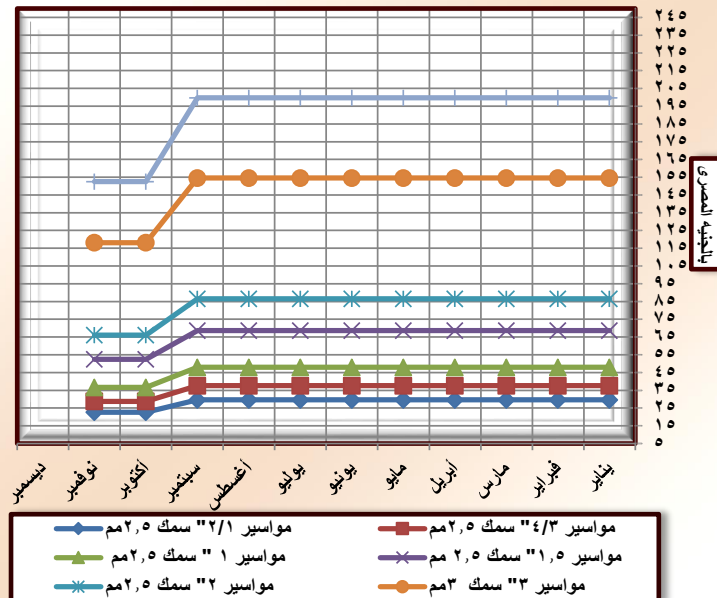 ٢٤٥
٢٣٥
٢٢٥
٢١٥
٢٠٥
١٩٥
١٨٥
١٧٥
١٦٥
١٥٥
١٤٥
١٣٥
١٢٥
١١٥
١٠٥
٩٥
٨٥
٧٥
٦٥
٥٥
٤٥
٣٥
٢٥
١٥
٥
بالجنيه المصرى
يناير
فبراير
مارس
أبريل
مايو
يونيو
يوليو
أغسطس
سبتمبر
أكتوبر
نوفمبر
ديسمبر
مواسير ٤/٣" سمك ٢,٥مم
مواسير ٢/١" سمك ٢,٥مم
مواسير ١,٥" سمك ٢,٥ مم
مواسير ١ " سمك ٢,٥مم
مواسير ٣" سمك ٣مم
مواسير ٢" سمك ٢,٥مم